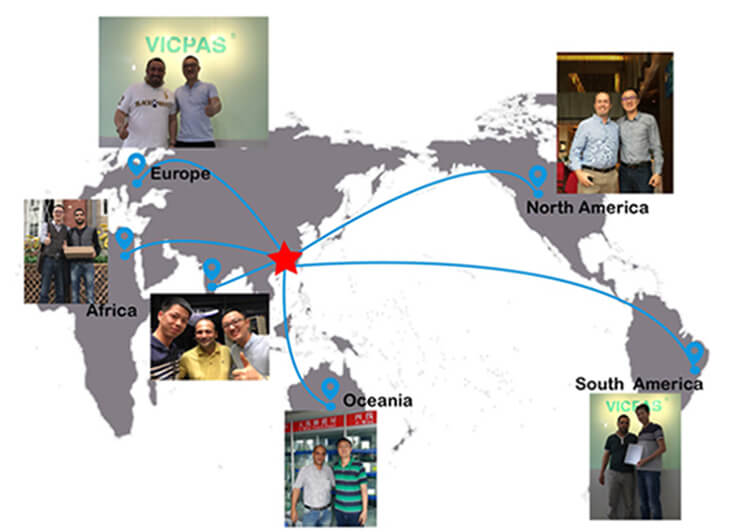 VICPAS®
Europe
North America
Africa
Oceania
South America
VICPAS